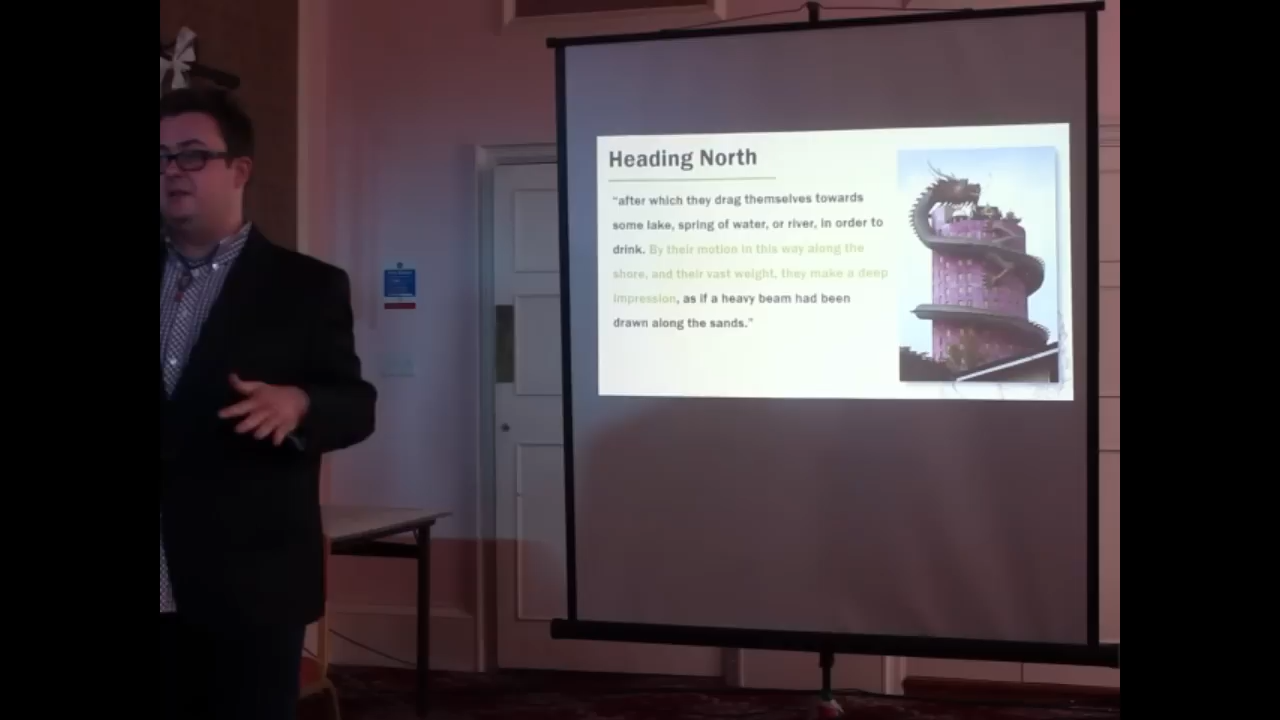 Heading North
“after which they drag themselves towards
some lake, spring of water, or river, in order to
drink. By their motion in this way along the
shore, and their vast weight, they make a deep
impression, as if a heavy beam had been
drawn along the sands.”